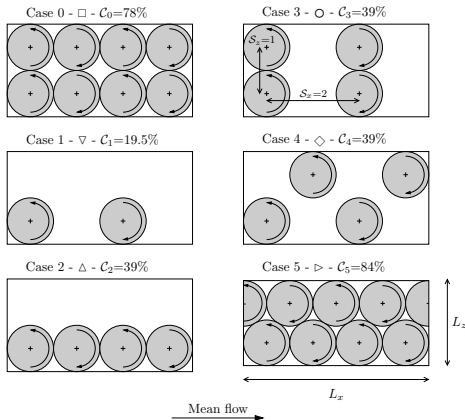 Case 0 - □ - 𝒞₀=78%
Case 3 - ○ - 𝒞₃=39%
𝒮z=1
𝒮x=2
Case 1 - ▽ - 𝒞₁=19.5%
Case 4 - ◇ - 𝒞₄=39%
Case 2 - △ - 𝒞₂=39%
Case 5 - ▷ - 𝒞₅=84%
Lz
Lx
Mean flow